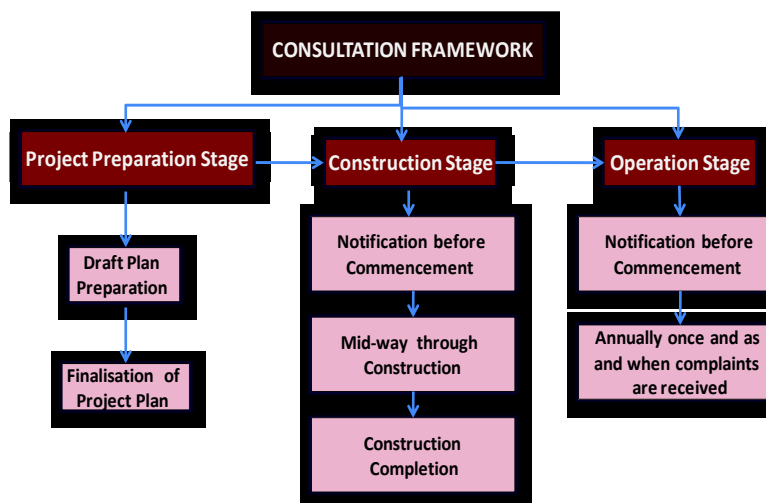 CONSULTATION FRAMEWORK
Project Preparation Stage
Construction Stage
Operation Stage
Draft Plan
Preparation
Finalisation of
Project Plan
Notification before
Commencement
Mid-way through
Construction
Construction
Completion
Notification before
Commencement
Annually once and as
and when complaints
are received